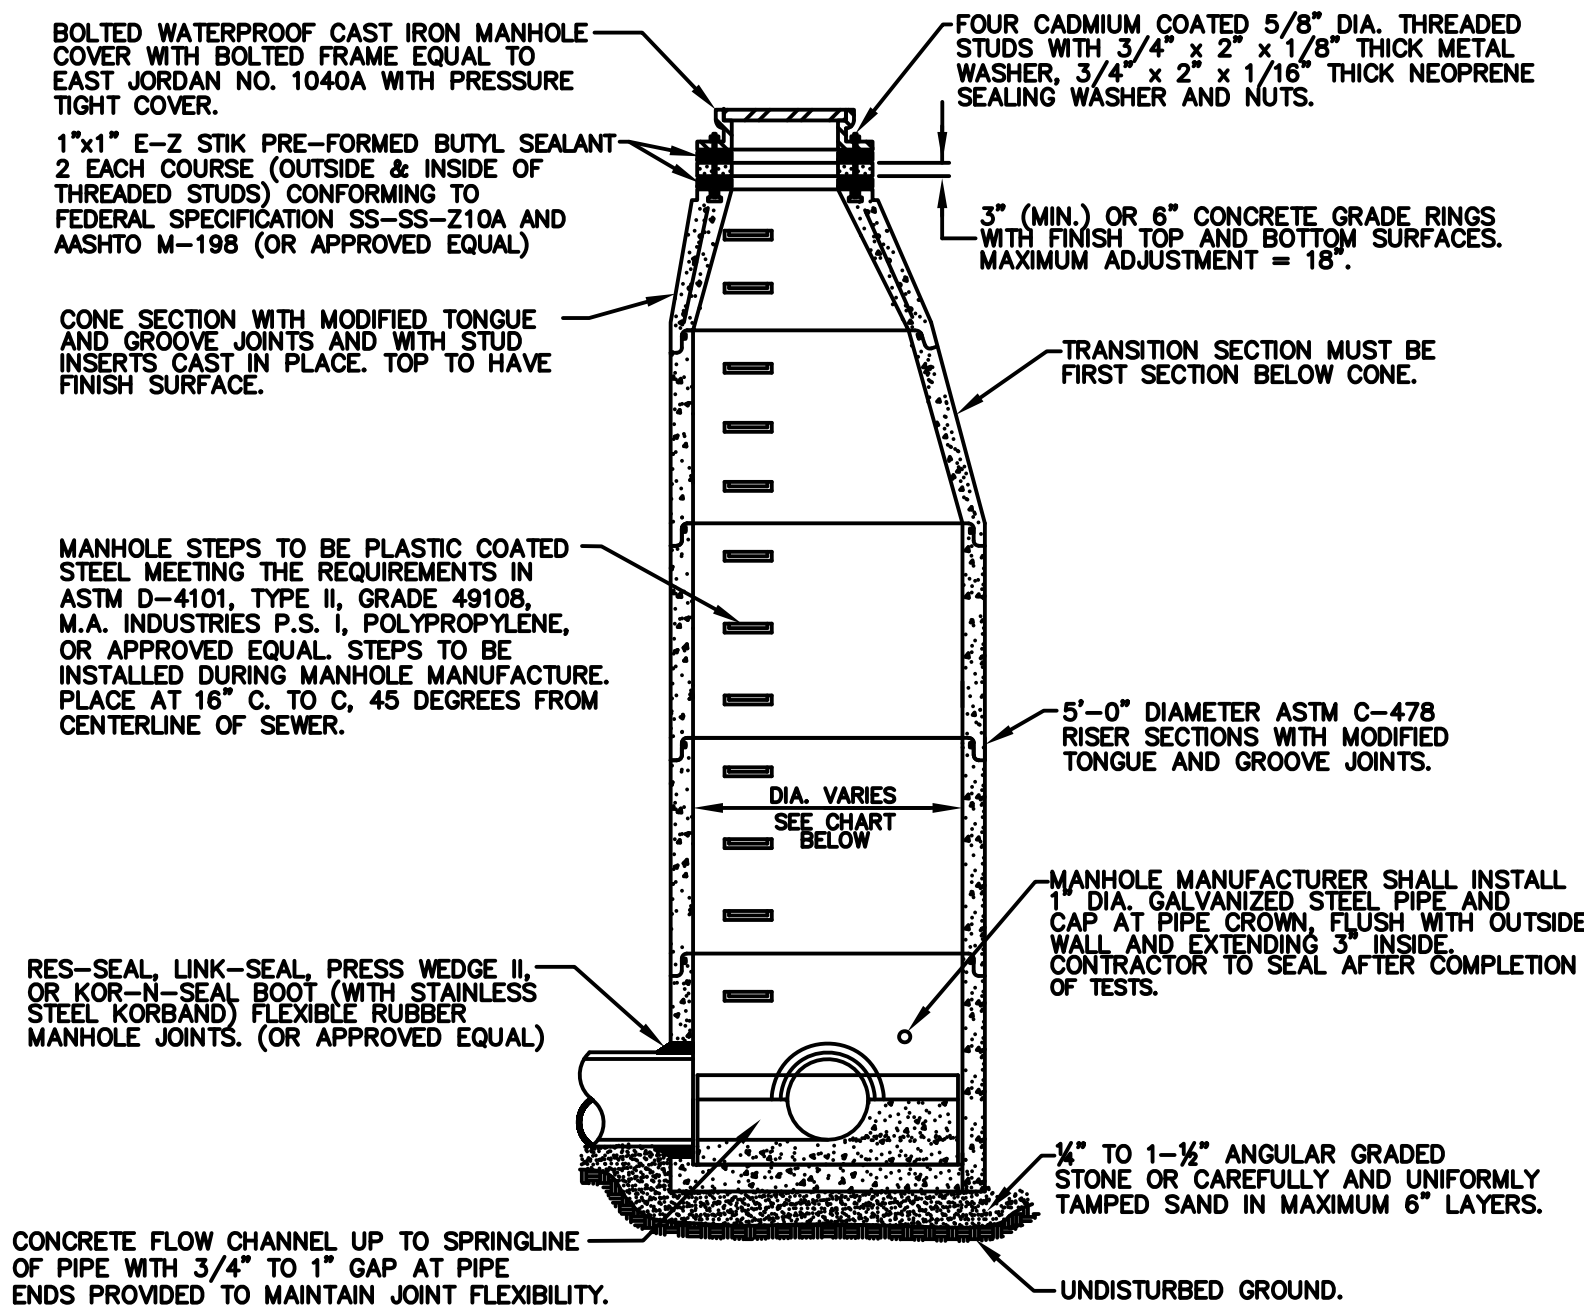 BOLTED WATERPROOF CAST IRON MANHOLE
COVER WITH BOLTED FRAME EQUAL TO
EAST JORDAN NO. 1040A WITH PRESSURE
TIGHT COVER.
1"x1" E-Z STIK PRE-FORMED BUTYL SEALANT
2 EACH COURSE (OUTSIDE & INSIDE OF
THREADED STUDS) CONFORMING TO
FEDERAL SPECIFICATION SS-SS-Z10A AND
AASHTO M-198 (OR APPROVED EQUAL)
CONE SECTION WITH MODIFIED TONGUE
AND GROOVE JOINTS AND WITH STUD
INSERTS CAST IN PLACE. TOP TO HAVE
FINISH SURFACE.
MANHOLE STEPS TO BE PLASTIC COATED
STEEL MEETING THE REQUIREMENTS IN
ASTM D-4101, TYPE II, GRADE 49108,
M.A. INDUSTRIES P.S. I, POLYPROPYLENE,
OR APPROVED EQUAL. STEPS TO BE
INSTALLED DURING MANHOLE MANUFACTURE.
PLACE AT 16" C. TO C, 45 DEGREES FROM
CENTERLINE OF SEWER.
RES-SEAL, LINK-SEAL, PRESS WEDGE II,
OR KOR-N-SEAL BOOT (WITH STAINLESS
STEEL KORBAND) FLEXIBLE RUBBER
MANHOLE JOINTS. (OR APPROVED EQUAL)
CONCRETE FLOW CHANNEL UP TO SPRINGLINE
OF PIPE WITH 3/4" TO 1" GAP AT PIPE
ENDS PROVIDED TO MAINTAIN JOINT FLEXIBILITY.
DIA. VARIES
SEE CHART
BELOW
FOUR CADMIUM COATED 5/8" DIA. THREADED
STUDS WITH 3/4" x 2" x 1/8" THICK METAL
WASHER, 3/4" x 2" x 1/16" THICK NEOPRENE
SEALING WASHER AND NUTS.
3" (MIN.) OR 6" CONCRETE GRADE RINGS
WITH FINISH TOP AND BOTTOM SURFACES.
MAXIMUM ADJUSTMENT = 18".
TRANSITION SECTION MUST BE
FIRST SECTION BELOW CONE.
5'-0" DIAMETER ASTM C-478
RISER SECTIONS WITH MODIFIED
TONGUE AND GROOVE JOINTS.
MANHOLE MANUFACTURER SHALL INSTALL
1" DIA. GALVANIZED STEEL PIPE AND
CAP AT PIPE CROWN, FLUSH WITH OUTSIDE
WALL AND EXTENDING 3" INSIDE.
CONTRACTOR TO SEAL AFTER COMPLETION
OF TESTS.
¼" TO 1-½" ANGULAR GRADED
STONE OR CAREFULLY AND UNIFORMLY
TAMPED SAND IN MAXIMUM 6" LAYERS.
UNDISTURBED GROUND.